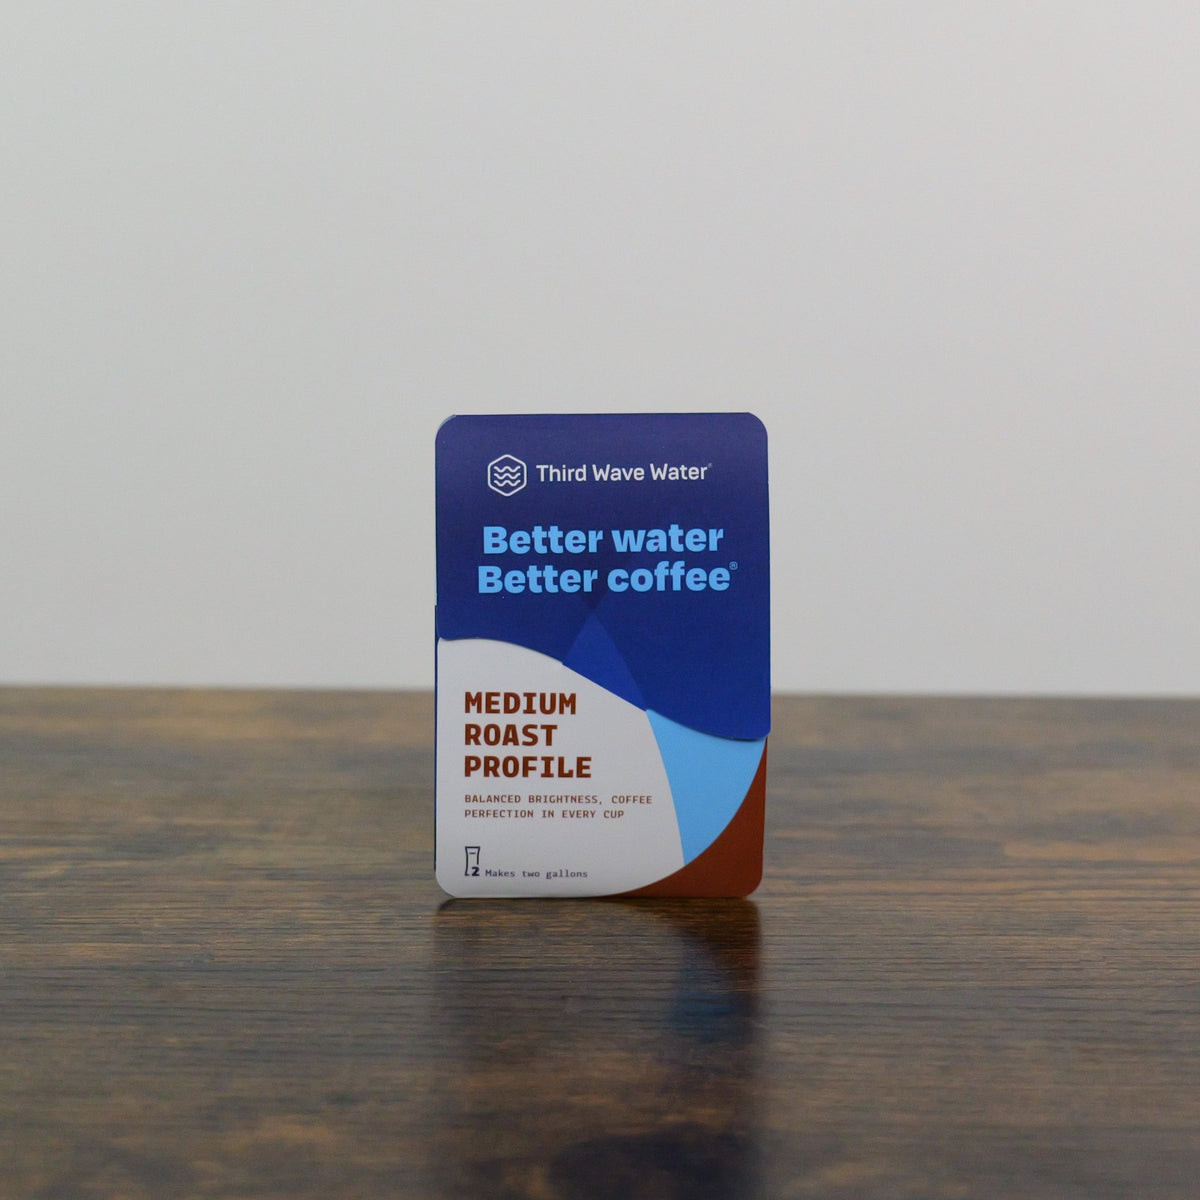 Third Wave Water®
Better water
Better coffee®
MEDIUM
ROAST
PROFILE
BALANCED BRIGHTNESS, COFFEE
PERFECTION IN EVERY CUP
2 Makes two gallons